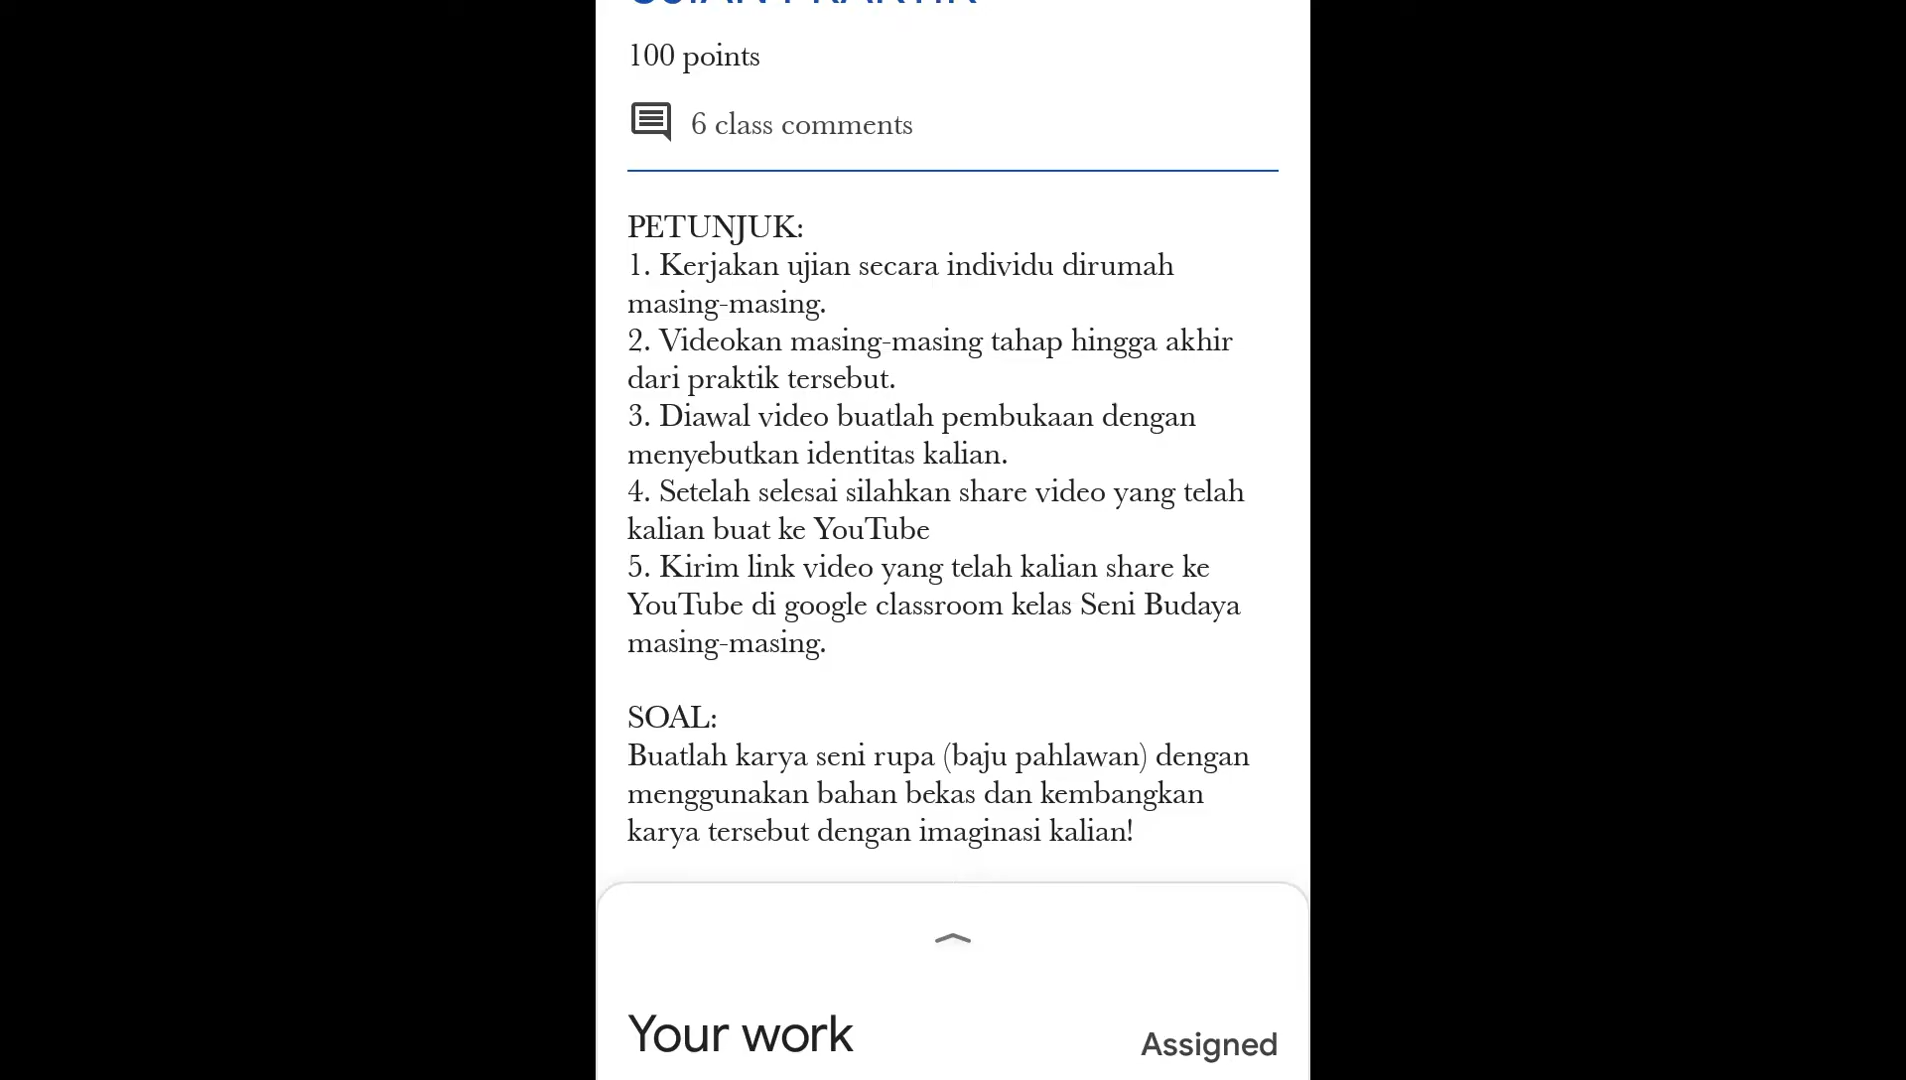 UJIAN PRAKTIK
100 points
6 class comments
PETUNJUK:
1. Kerjakan ujian secara individu dirumah
masing-masing.
2. Videokan masing-masing tahap hingga akhir
dari praktik tersebut.
3. Diawal video buatlah pembukaan dengan
menyebutkan identitas kalian.
4. Setelah selesai silahkan share video yang telah
kalian buat ke YouTube
5. Kirim link video yang telah kalian share ke
YouTube di google classroom kelas Seni Budaya
masing-masing.
SOAL:
Buatlah karya seni rupa (baju pahlawan) dengan
menggunakan bahan bekas dan kembangkan
karya tersebut dengan imaginasi kalian!
Your work
Assigned